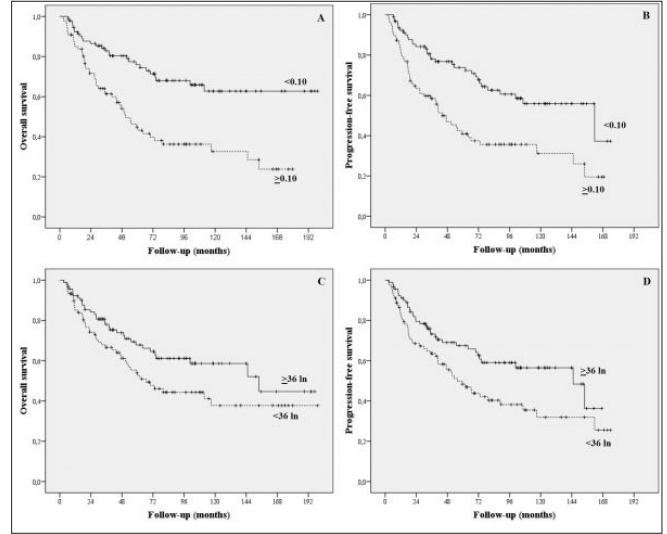 A
Overall survival
1,0
0,8
0,6
0,4
0,2
0,0
<0.10
≥0.10
0 24 48 72 96 120 144 168 192
Follow-up (months)
B
Progression-free survival
1,0
0,8
0,6
0,4
0,2
0,0
<0.10
≥0.10
0 24 48 72 96 120 144 168 192
Follow-up (months)
C
Overall survival
1,0
0,8
0,6
0,4
0,2
0,0
≥36 ln
<36 ln
0 24 48 72 96 120 144 168 192
Follow-up (months)
D
Progression-free survival
1,0
0,8
0,6
0,4
0,2
0,0
≥36 ln
<36 ln
0 24 48 72 96 120 144 168 192
Follow-up (months)